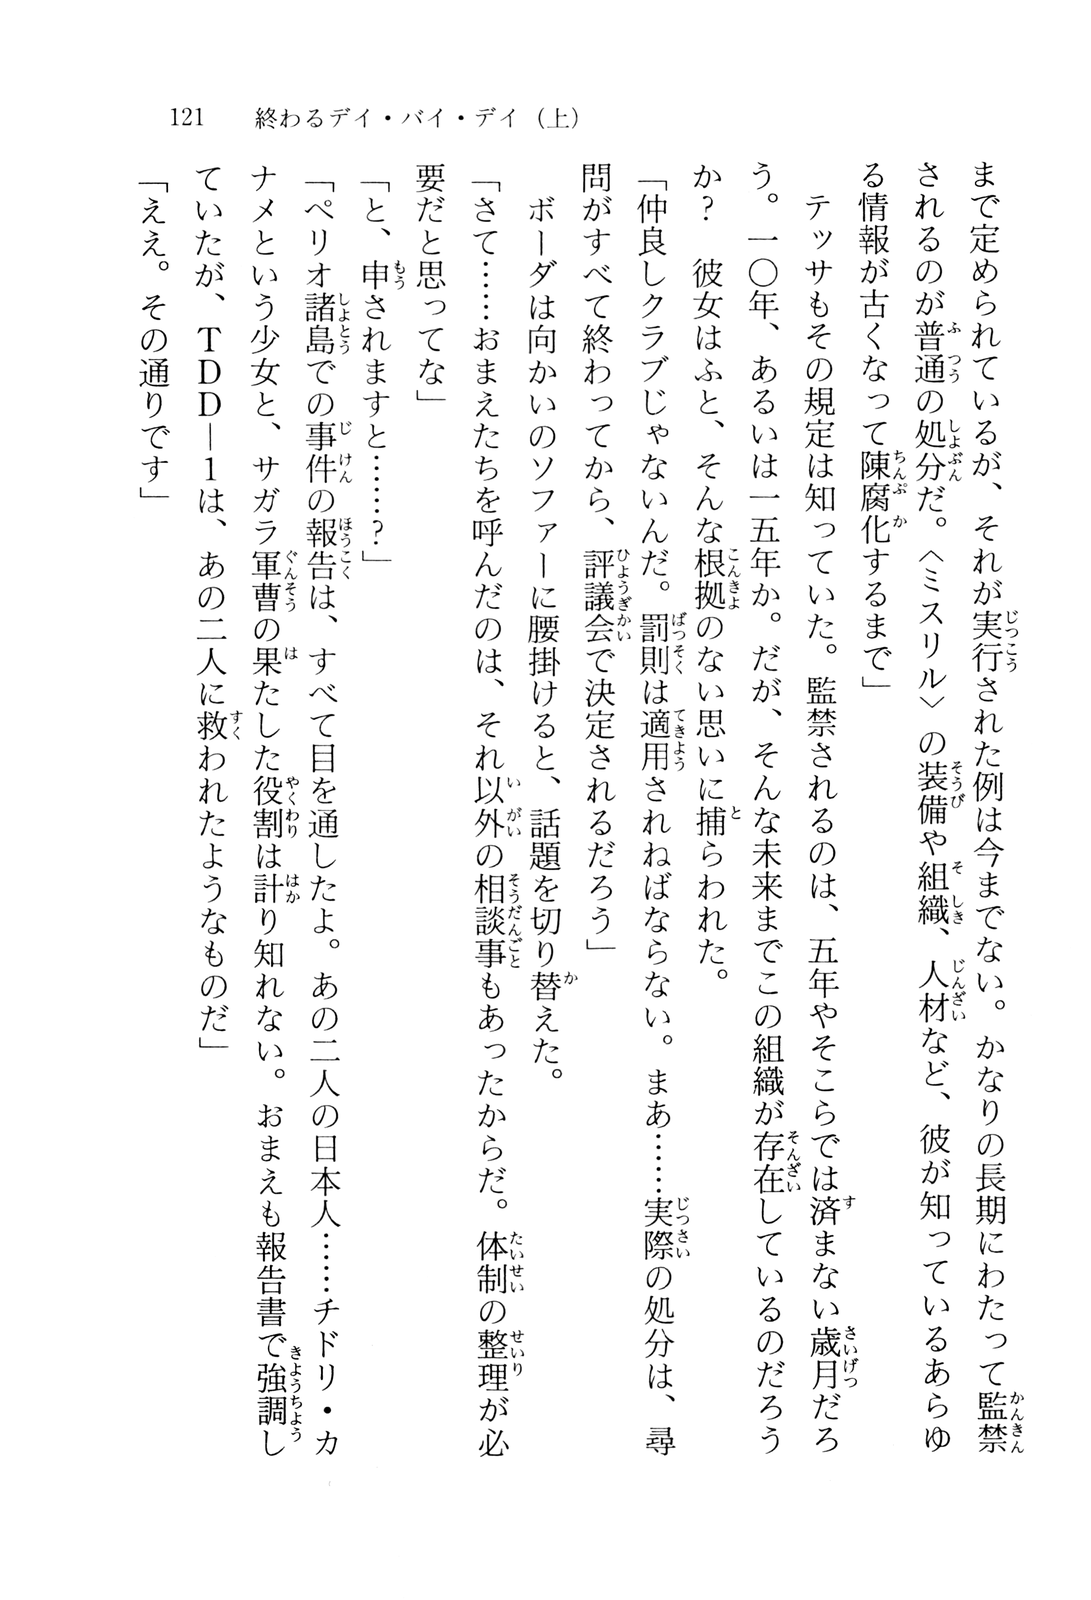 121　終わるデイ・バイ・デイ（上）
まで定められているが、それが実行された例は今までない。かなりの長期にわたって監禁
されるのが普通の処分だ。〈ミスリル〉の装備や組織、人材など、彼が知っているあらゆ
る情報が古くなって陳腐化するまで」
　テッサもその規定は知っていた。監禁されるのは、五年やそこらでは済まない歳月だろ
う。一〇年、あるいは一五年か。だが、そんな未来までこの組織が存在しているのだろう
か？　彼女はふと、そんな根拠のない思いに捕らわれた。
「仲良しクラブじゃないんだ。罰則は適用されねばならない。まあ……実際の処分は、尋
問がすべて終わってから、評議会で決定されるだろう」
　ボーダは向かいのソファーに腰掛けると、話題を切り替えた。
「さて……おまえたちを呼んだのは、それ以外の相談事もあったからだ。体制の整理が必
要だと思ってな」
「と、申されますと……？」
「ペリオ諸島での事件の報告は、すべて目を通したよ。あの二人の日本人……チドリ・カ
ナメという少女と、サガラ軍曹の果たした役割は計り知れない。おまえも報告書で強調し
ていたが、ＴＤＤ―１は、あの二人に救われたようなものだ」
「ええ。その通りです」